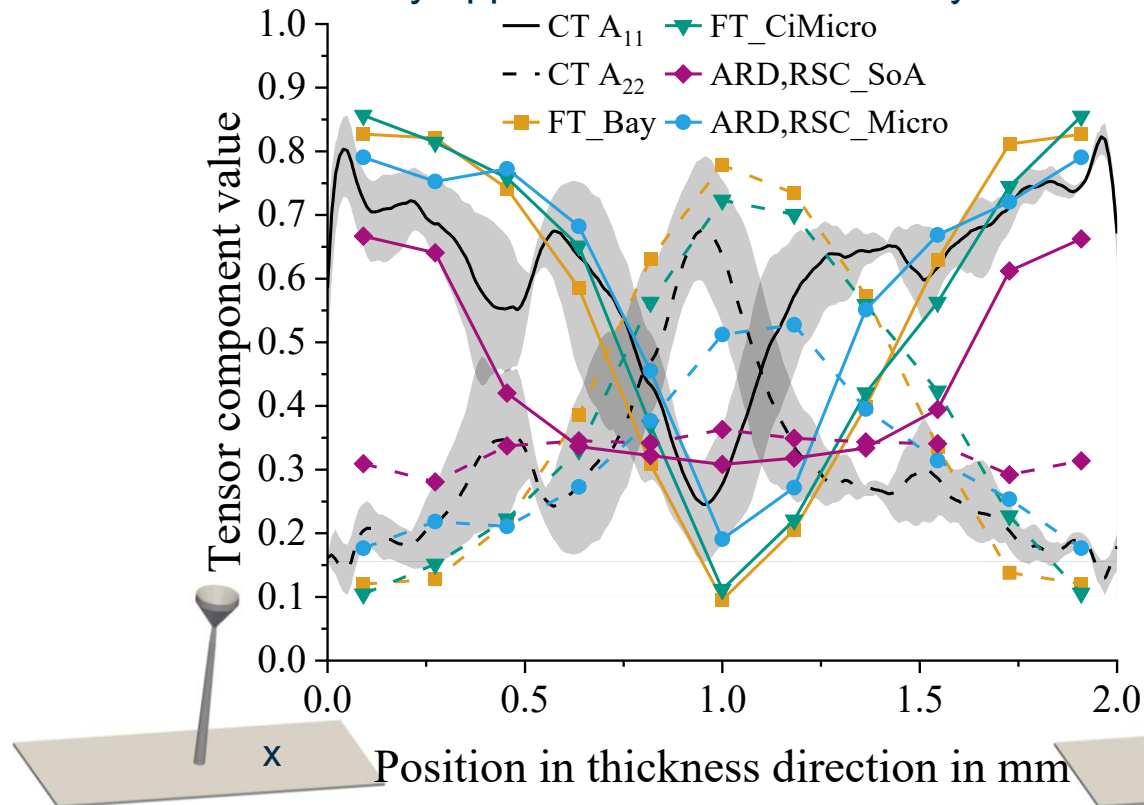 1.0
0.9
0.8
0.7
0.6
0.5
0.4
0.3
0.2
0.1
0.0
Tensor component value
CT A11
CT A22
FT_Bay
FT_CiMicro
ARD,RSC_SoA
ARD,RSC_Micro
0.0 0.5 1.0 1.5 2.0
Position in thickness direction in mm
x